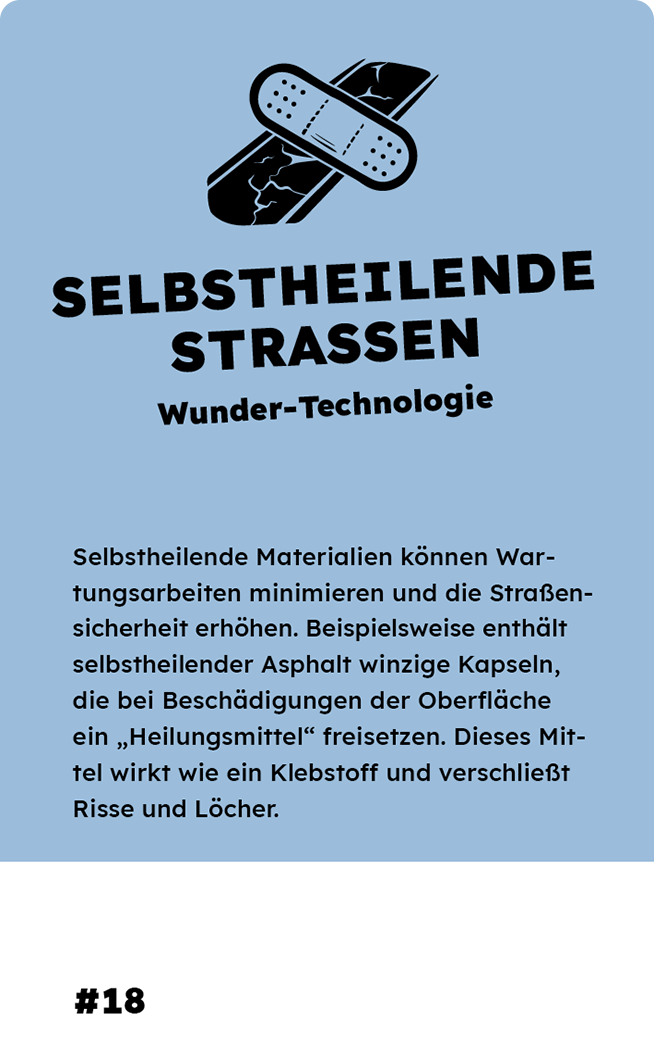 SELBSTHEILENDE
STRASSEN
Wunder-Technologie
Selbstheilende Materialien können War-
tungsarbeiten minimieren und die Straßen-
sicherheit erhöhen. Beispielsweise enthält
selbstheilender Asphalt winzige Kapseln,
die bei Beschädigungen der Oberfläche
ein „Heilungsmittel“ freisetzen. Dieses Mit-
tel wirkt wie ein Klebstoff und verschließt
Risse und Löcher.
#18